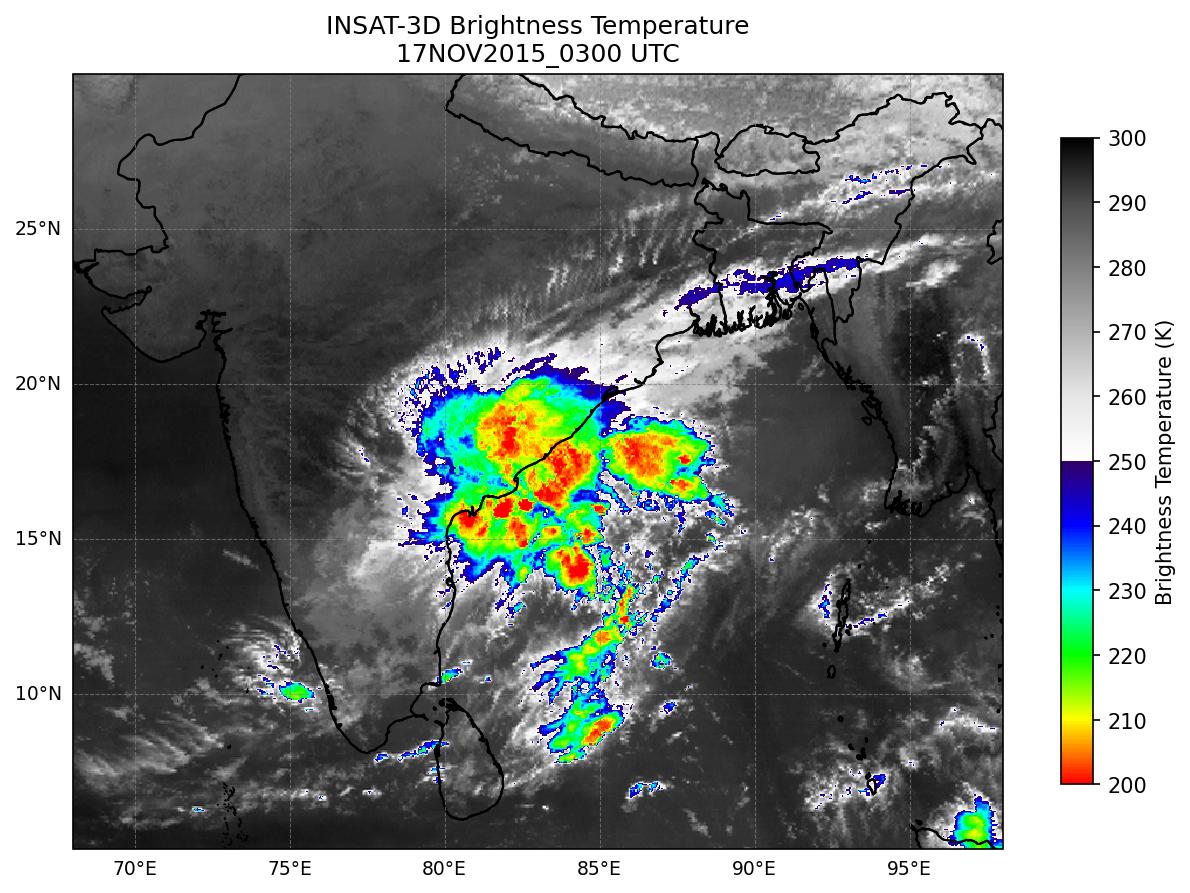 INSAT-3D Brightness Temperature
17NOV2015_0300 UTC
25°N
20°N
15°N
10°N
70°E
75°E
80°E
85°E
90°E
95°E
300
290
280
270
260
250
240
230
220
210
200
Brightness Temperature (K)